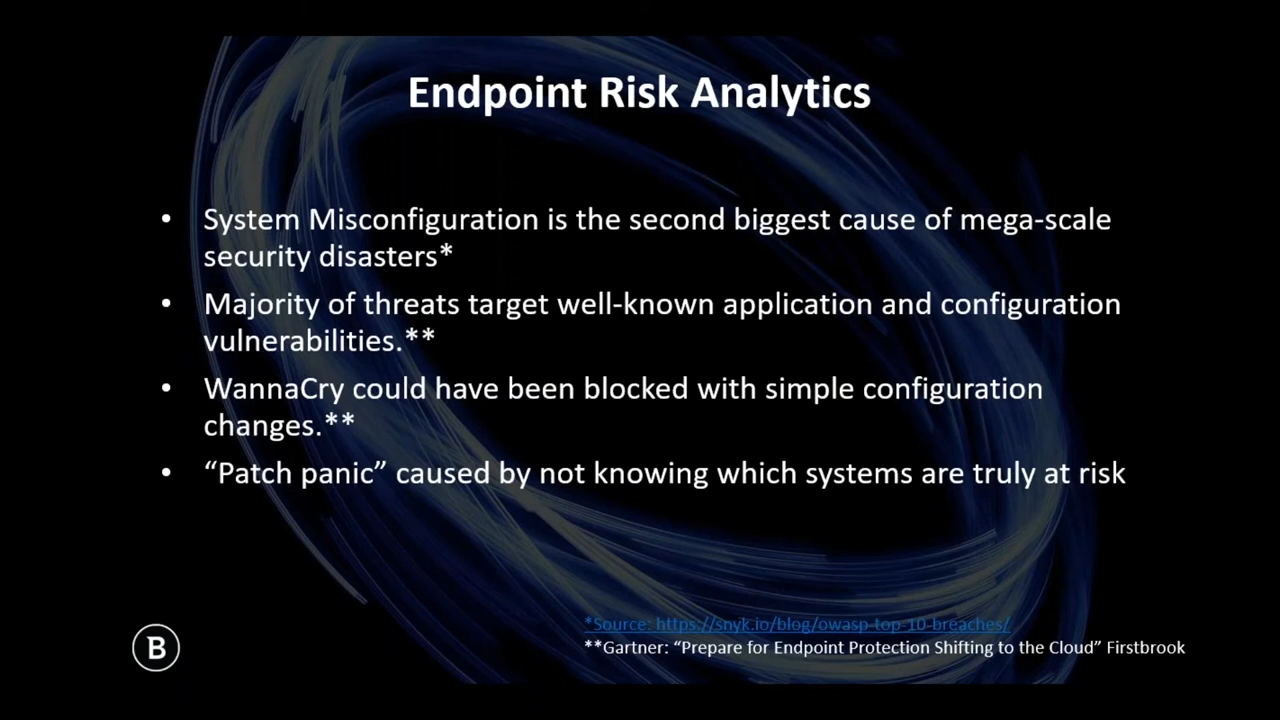 Endpoint Risk Analytics
• System Misconfiguration is the second biggest cause of mega-scale
security disasters*
• Majority of threats target well-known application and configuration
vulnerabilities.**
• WannaCry could have been blocked with simple configuration
changes.**
• “Patch panic” caused by not knowing which systems are truly at risk
*Source: https://snyk.io/blog/owasp-top-10-breaches/
**Gartner: “Prepare for Endpoint Protection Shifting to the Cloud” Firstbrook
B